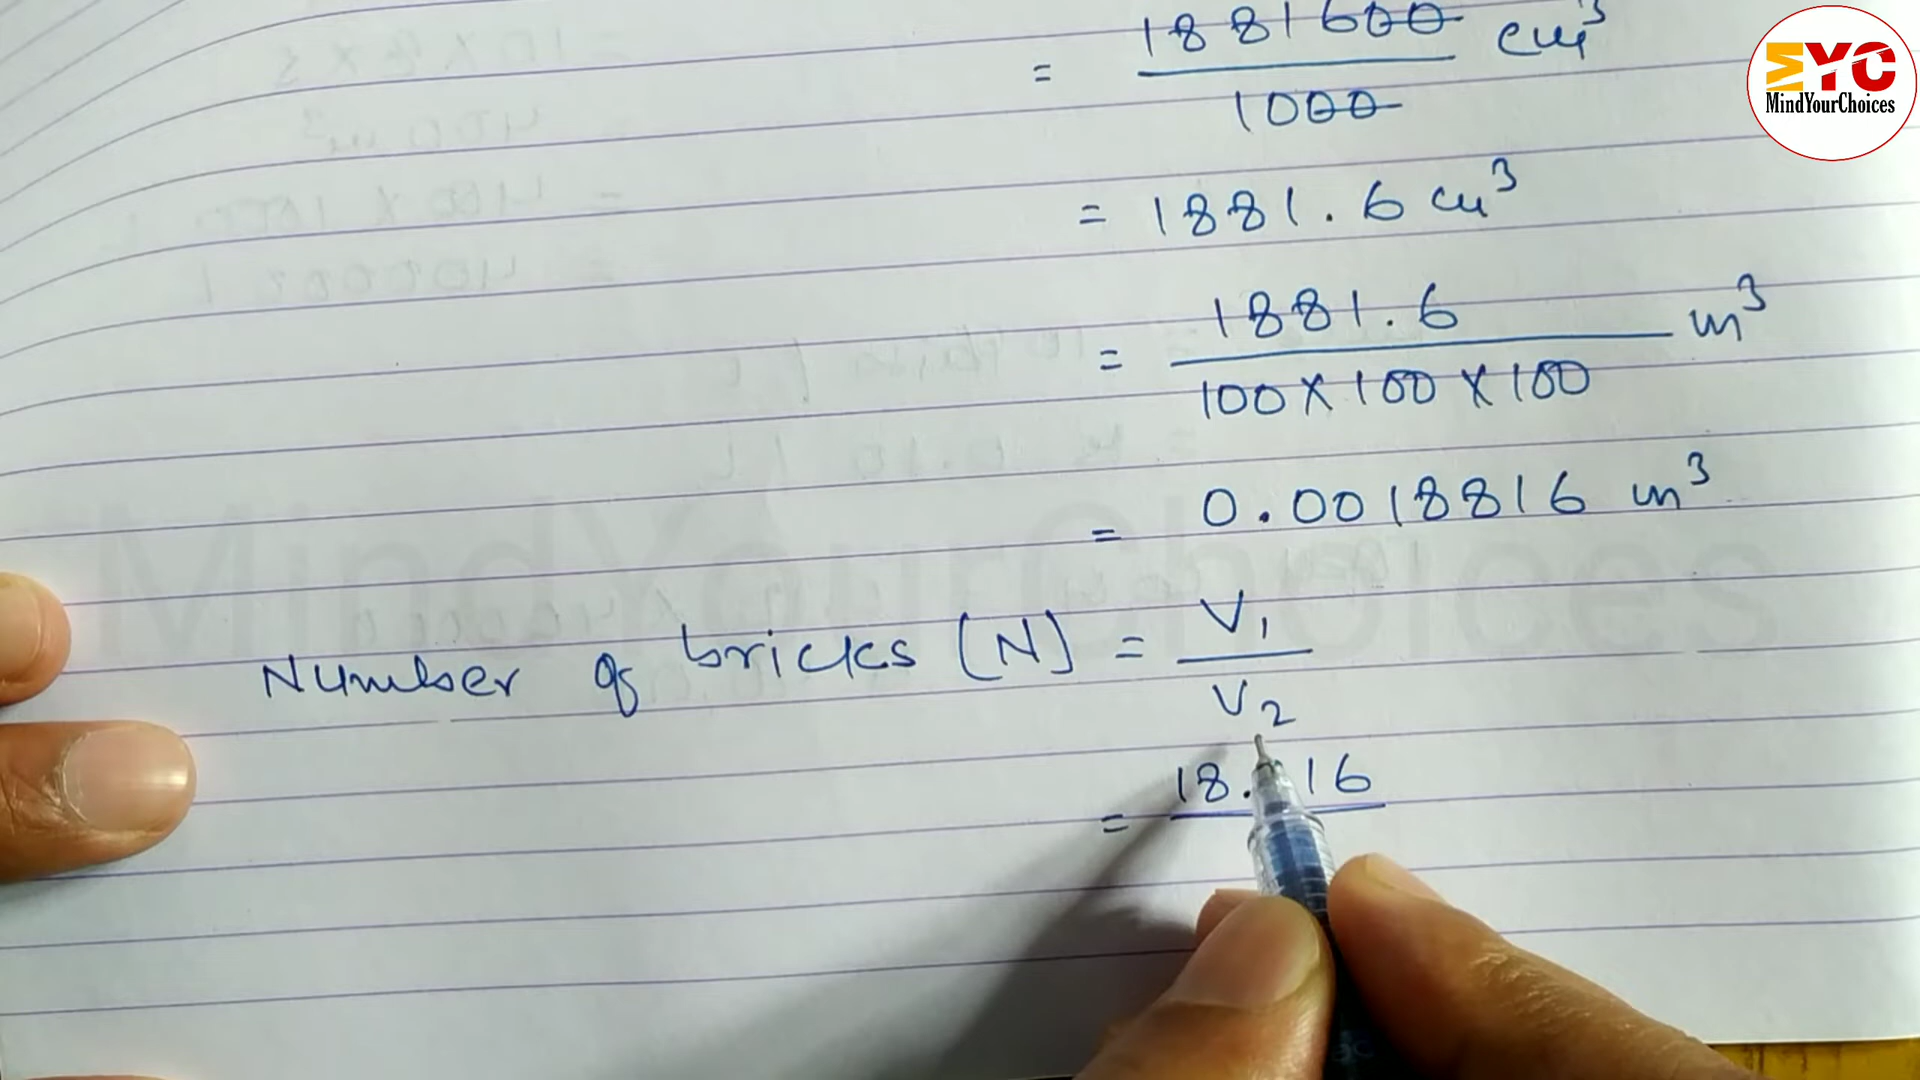 = 1881600 cm³
1000
= 1881.6 cm³
= 1881.6 m³
100 × 100 × 100
= 0.0018816 m³
Number of bricks (N) = V₁
V₂
= 18. 16
MYC
MindYourChoices
MindYourChoices